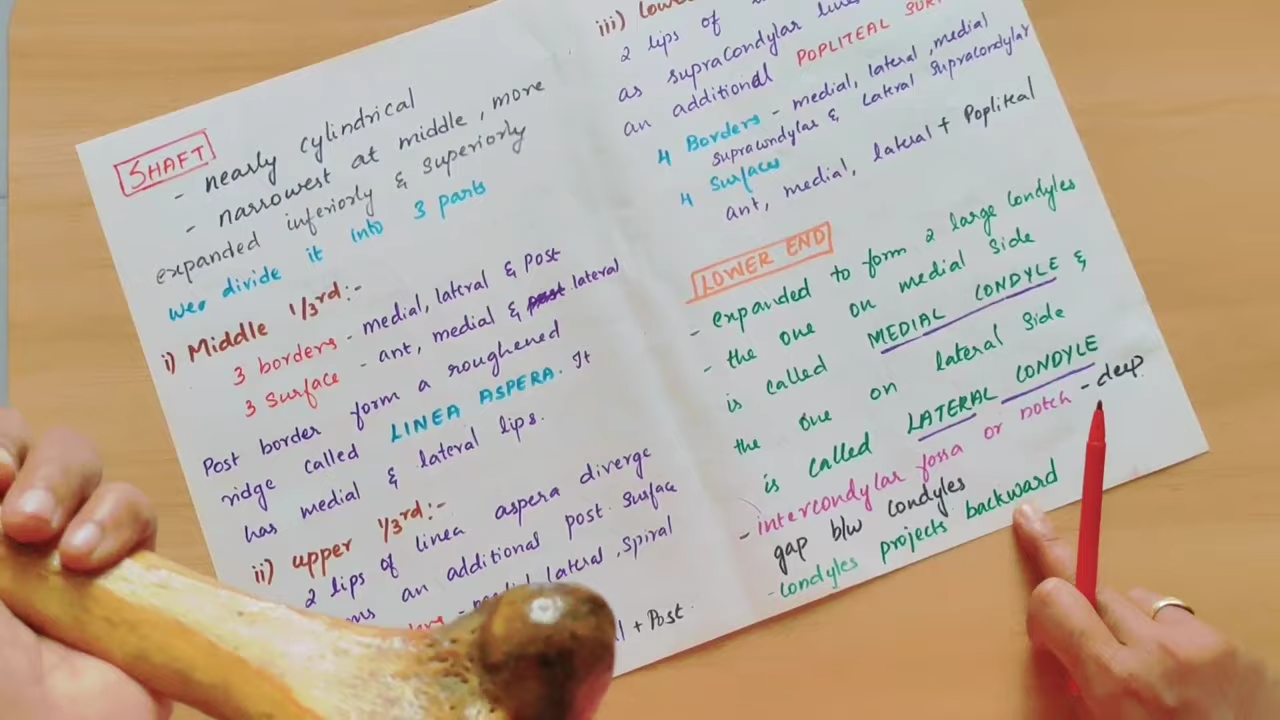 SHAFT
- nearly cylindrical
- narrowest at middle, more
expanded inferiorly & superiorly
wer divide it into 3 parts
i) Middle 1/3rd:-
3 borders - medial, lateral & post
3 Surface - ant, medial & post lateral
Post border form a roughened
ridge called LINEA ASPERA. It
has medial & lateral lips.
ii) upper 1/3rd:-
2 lips of linea aspera diverge
an additional post. surface
lateral, spiral
+ Post.
iii)
2 lips of
as supracondylar lines
an additional POPLITEAL
4 Borders - medial, lateral, medial
supracondylar & lateral supracondylar
4 Surfaces
ant, medial, lateral + Popliteal
LOWER END
- expanded to form 2 large condyles
- the one on medial side
is called MEDIAL CONDYLE &
the one on lateral side
is called LATERAL CONDYLE
- intercondylar fossa or notch - deep
gap b/w condyles
- condyles projects backward